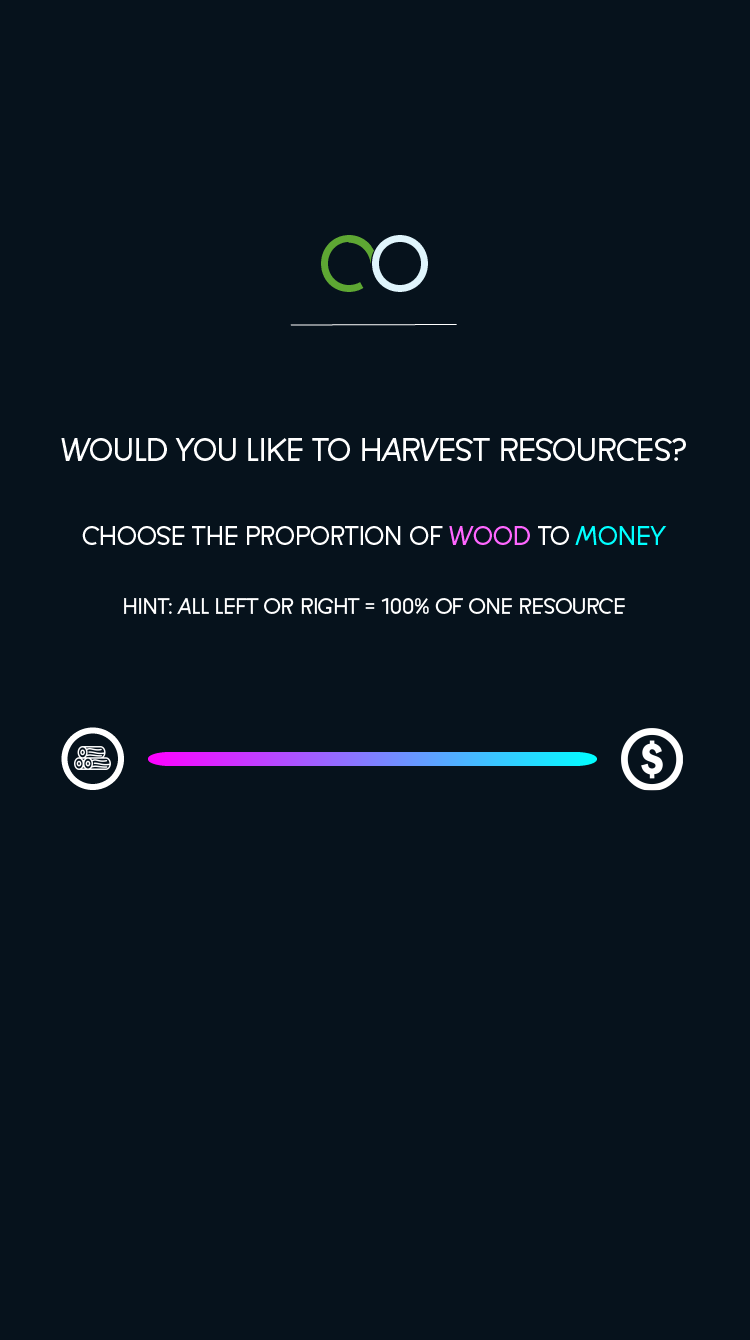 WOULD YOU LIKE TO HARVEST RESOURCES?
CHOOSE THE PROPORTION OF WOOD TO MONEY
HINT: ALL LEFT OR RIGHT = 100% OF ONE RESOURCE
$